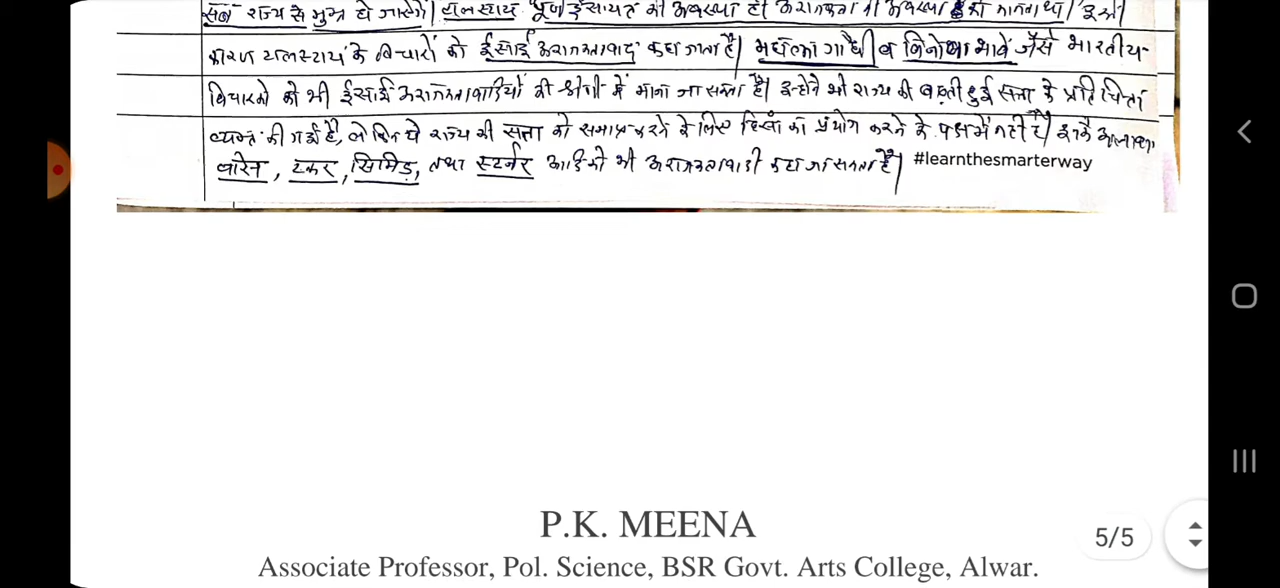 सब राज्य से मुक्त हो जाएंगे। टालस्टाय पूर्ण ईसायत की अवस्था को अराजकता की अवस्था ही मानता था। इसी
कारण टालस्टाय के विचारों को ईसाई अराजकतावाद कहा जाता है। महात्मा गांधी व विनोबा भावे जैसे भारतीय
विचारको को भी ईसाई अराजकतावादियों की श्रेणी में माना जा सकता है। इन्होने भी राज्य की बढ़ती हुई सत्ता के प्रति चिंता
व्यक्त की गई है, लेकिन ये राज्य की सत्ता को समाप्त करने के लिए हिंसा का प्रयोग करने के पक्ष में नही है। इनके अलावा
वारेन, टकर, स्मिड, तथा स्टर्नर आदि को भी अराजकतावादी कहा जा सकता है। #learnthesmarterway
P.K. MEENA
5/5
Associate Professor, Pol. Science, BSR Govt. Arts College, Alwar.